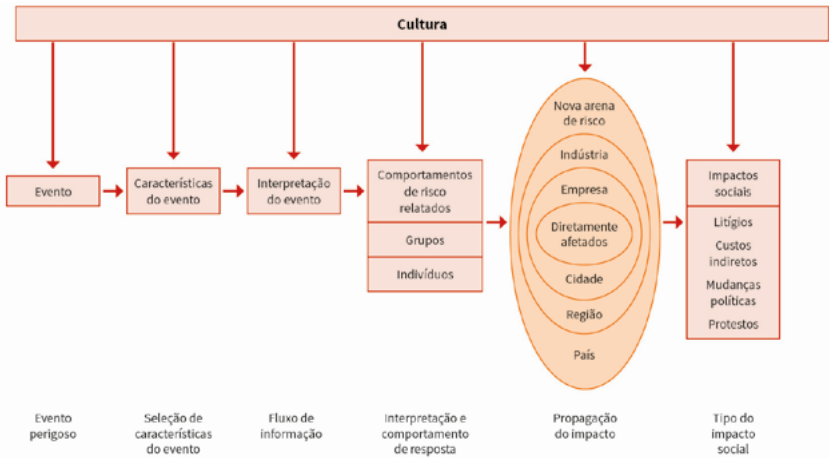 Cultura
Evento
Características
do evento
Interpretação
do evento
Comportamentos
de risco
relatados
Grupos
Indivíduos
Nova arena
de risco
Indústria
Empresa
Diretamente
afetados
Cidade
Região
País
Impactos
sociais
Litígios
Custos
indiretos
Mudanças
políticas
Protestos
Evento
perigoso
Seleção de
características
do evento
Fluxo de
informação
Interpretação e
comportamento
de resposta
Propagação
do impacto
Tipo do
impacto
social